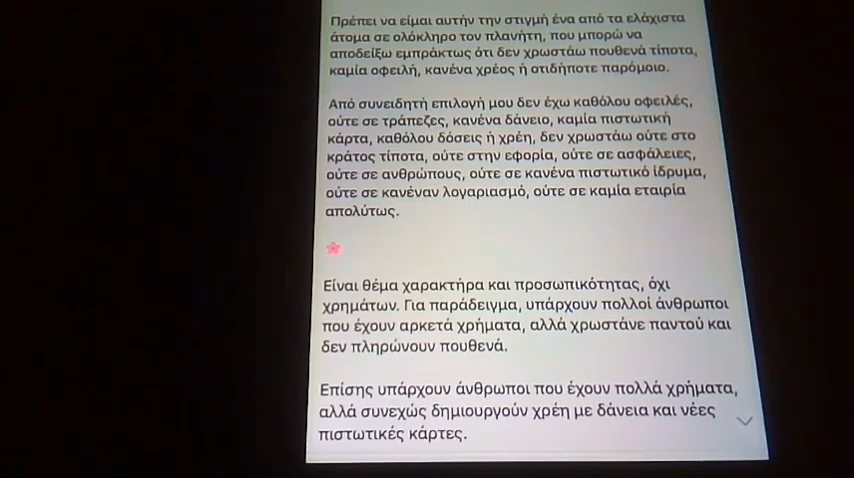 Πρέπει να είμαι αυτήν την στιγμή ένα από τα ελάχιστα
άτομα σε ολόκληρο τον πλανήτη, που μπορώ να
αποδείξω εμπράκτως ότι δεν χρωστάω πουθενά τίποτα,
καμία οφειλή, κανένα χρέος ή οτιδήποτε παρόμοιο.
Από συνειδητή επιλογή μου δεν έχω καθόλου οφειλές,
ούτε σε τράπεζες, κανένα δάνειο, καμία πιστωτική
κάρτα, καθόλου δόσεις ή χρέη, δεν χρωστάω ούτε στο
κράτος τίποτα, ούτε στην εφορία, ούτε σε ασφάλειες,
ούτε σε ανθρώπους, ούτε σε κανένα πιστωτικό ίδρυμα,
ούτε σε κανέναν λογαριασμό, ούτε σε καμία εταιρία
απολύτως.
Είναι θέμα χαρακτήρα και προσωπικότητας, όχι
χρημάτων. Για παράδειγμα, υπάρχουν πολλοί άνθρωποι
που έχουν αρκετά χρήματα, αλλά χρωστάνε παντού και
δεν πληρώνουν πουθενά.
Επίσης υπάρχουν άνθρωποι που έχουν πολλά χρήματα,
αλλά συνεχώς δημιουργούν χρέη με δάνεια και νέες
πιστωτικές κάρτες.